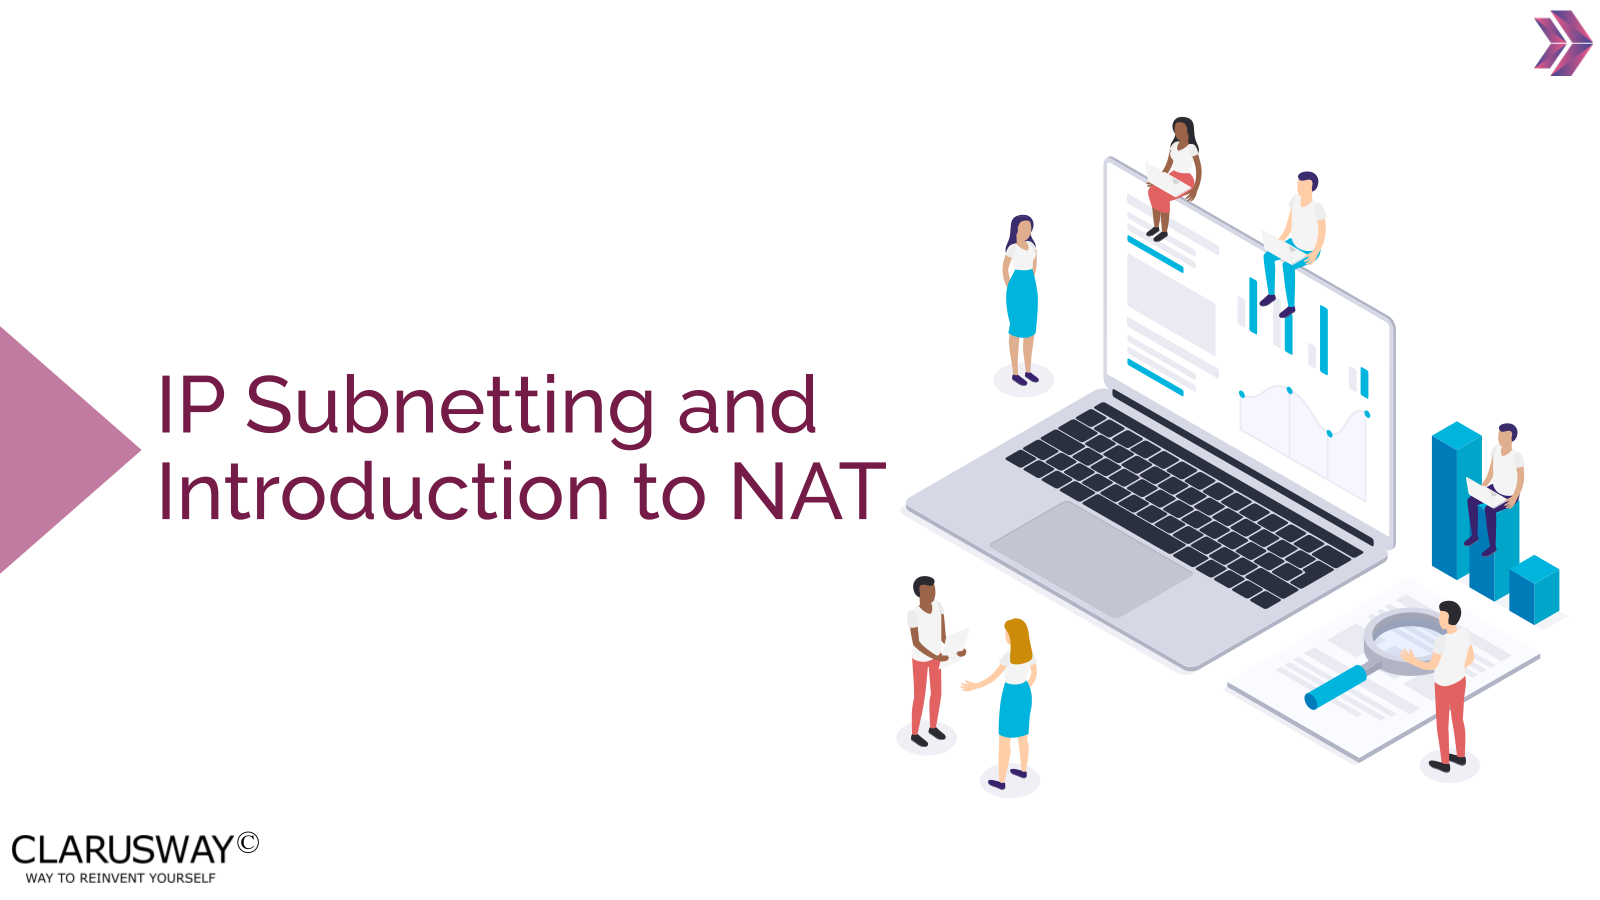 IP Subnetting and
Introduction to NAT
CLARUSWAY©
WAY TO REINVENT YOURSELF